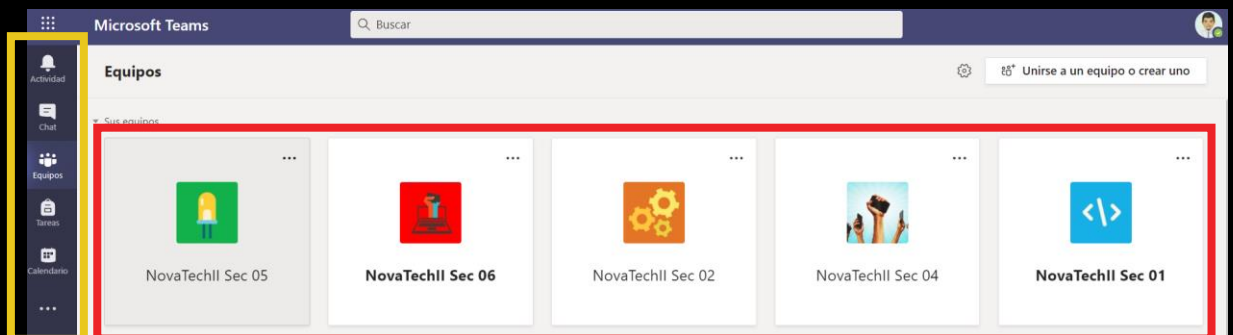 Microsoft Teams
Buscar
Actividad
Equipos
Unirse a un equipo o crear uno
Chat
Sus equipos
Equipos
Tareas
Calendario
NovaTechII Sec 05
NovaTechII Sec 06
NovaTechII Sec 02
NovaTechII Sec 04
NovaTechII Sec 01